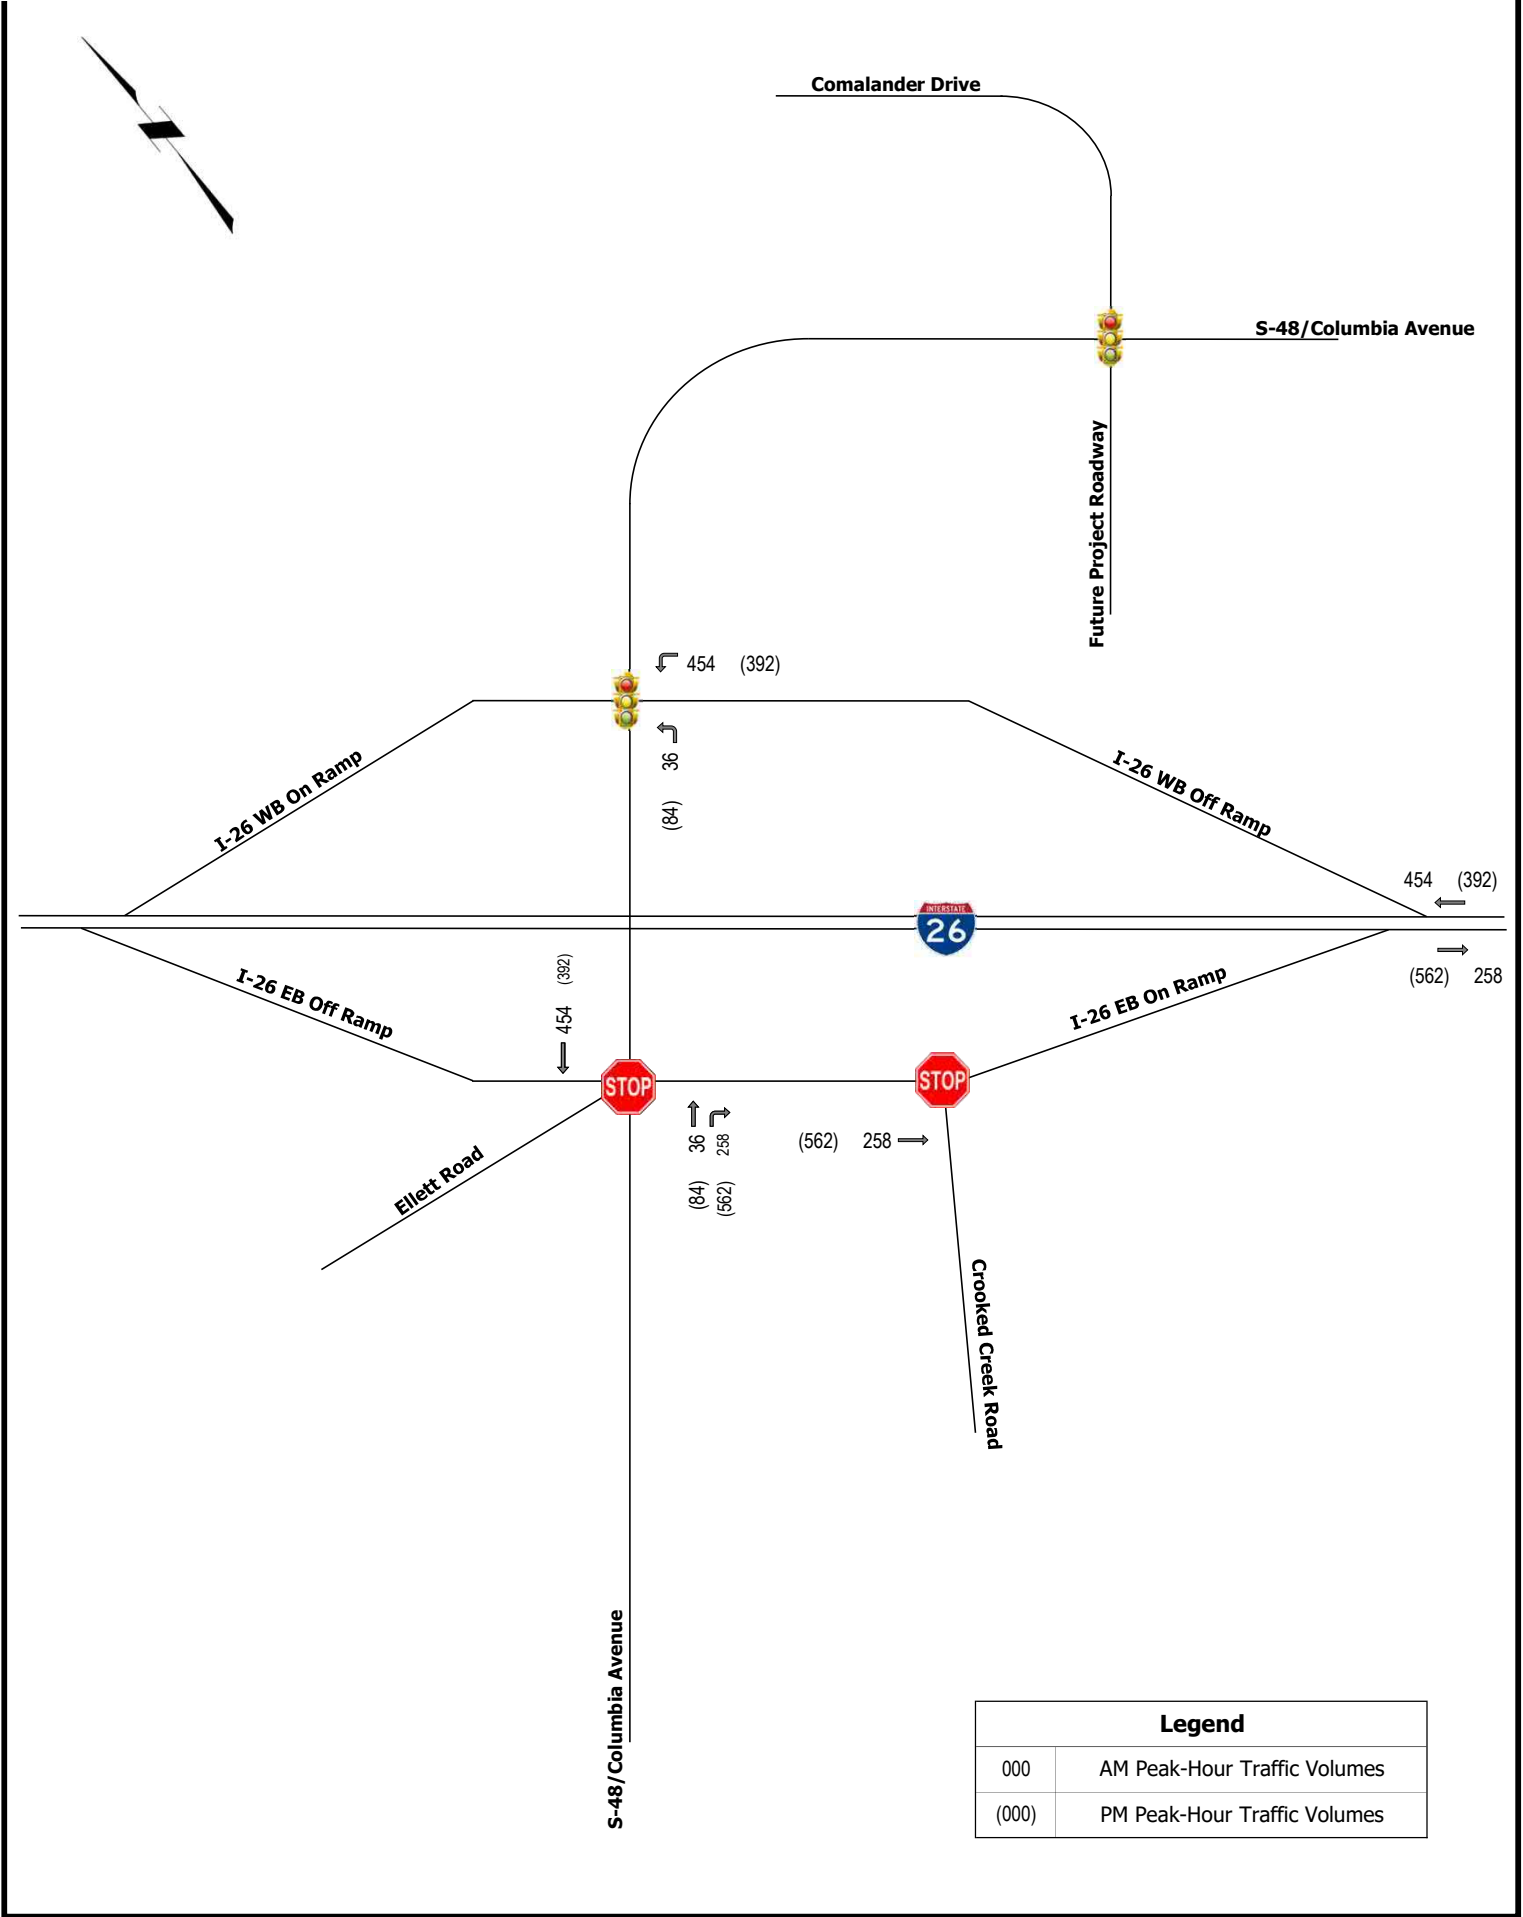 Comalander Drive
S-48/Columbia Avenue
Future Project Roadway
454 (392)
36
(84)
I-26 WB On Ramp
I-26 WB Off Ramp
454 (392)
INTERSTATE
26
(562) 258
I-26 EB Off Ramp
454 (392)
I-26 EB On Ramp
STOP
STOP
(84) 36
(562) 258
(562) 258
Ellett Road
Crooked Creek Road
S-48/Columbia Avenue
Legend
000 AM Peak-Hour Traffic Volumes
(000) PM Peak-Hour Traffic Volumes